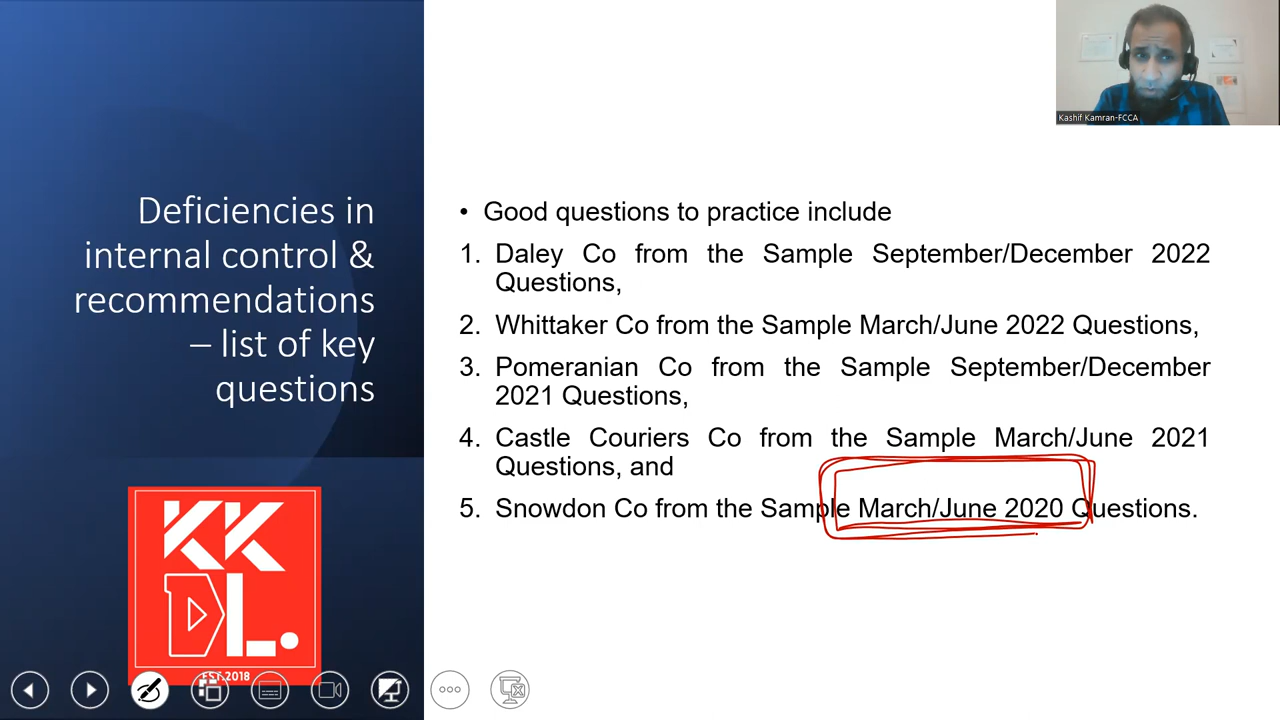 Kashif Kamran-FCCA
Deficiencies in
internal control &
recommendations
– list of key
questions
• Good questions to practice include
1. Daley Co from the Sample September/December 2022
Questions,
2. Whittaker Co from the Sample March/June 2022 Questions,
3. Pomeranian Co from the Sample September/December
2021 Questions,
4. Castle Couriers Co from the Sample March/June 2021
Questions, and
5. Snowdon Co from the Sample March/June 2020 Questions.
KK
DL.
EST.2018